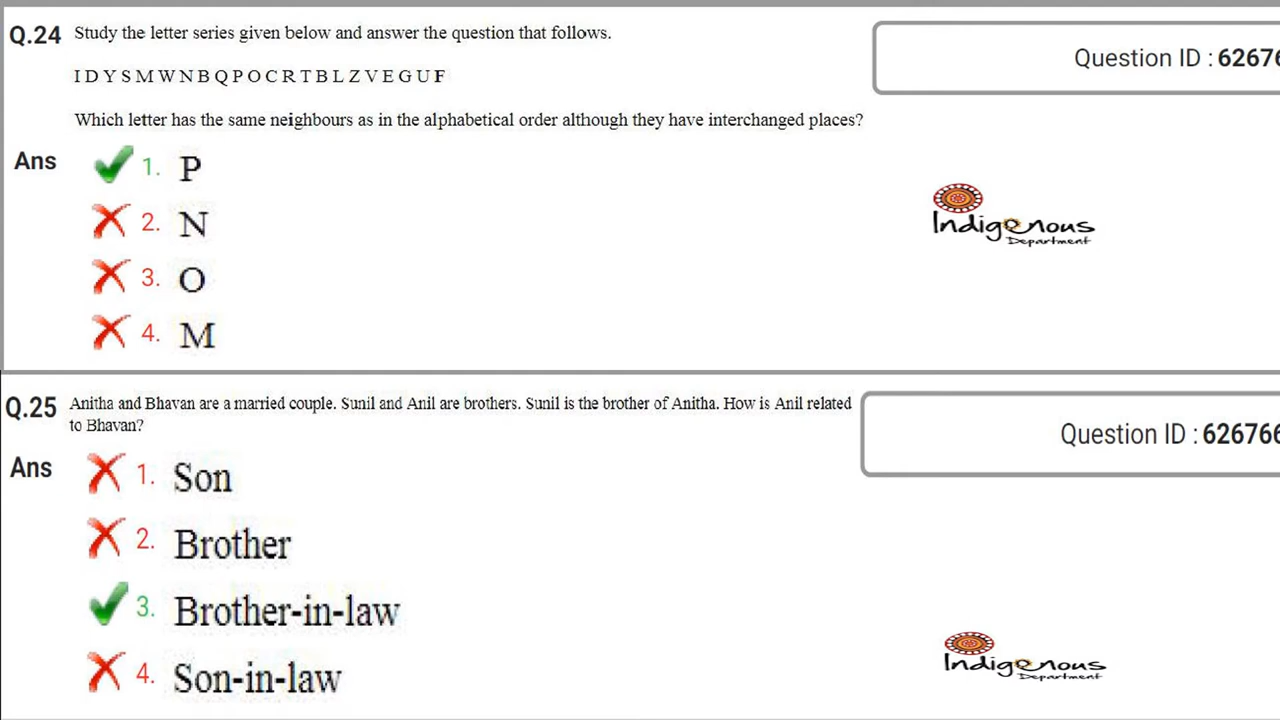 Q.24 Study the letter series given below and answer the question that follows.
Question ID : 62676
I D Y S M W N B Q P O C R T B L Z V E G U F
Which letter has the same neighbours as in the alphabetical order although they have interchanged places?
Ans
1. P
2. N
3. O
4. M
Indigenous
Department
Q.25 Anitha and Bhavan are a married couple. Sunil and Anil are brothers. Sunil is the brother of Anitha. How is Anil related
to Bhavan?
Question ID : 626766
Ans
1. Son
2. Brother
3. Brother-in-law
4. Son-in-law
Indigenous
Department